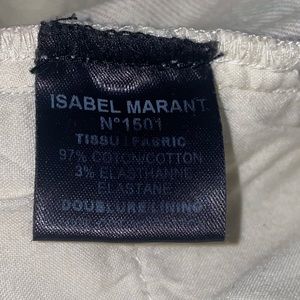 ISABEL MARANT
N°1501
TISSU | FABRIC
97% COTON/COTTON
3% ELASTHANNE
ELASTANE
DOUBLURE/LINING